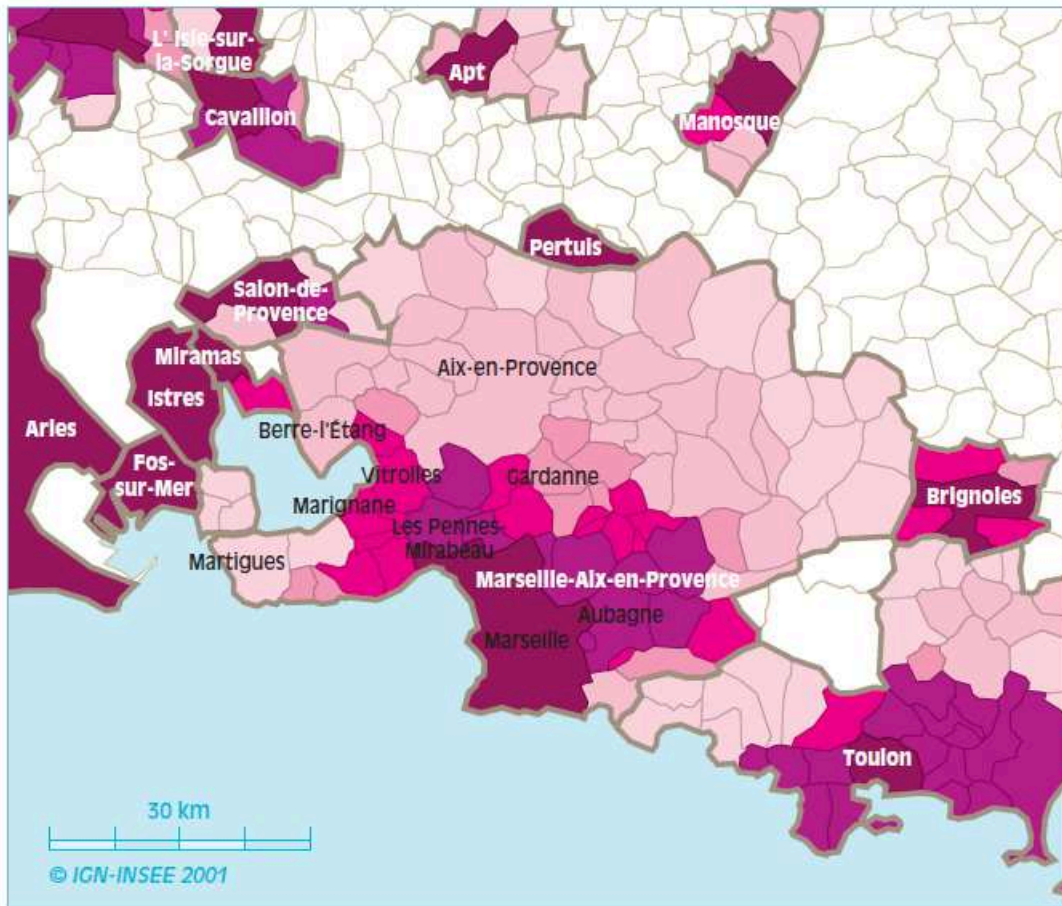 L' Isle-sur-
la-Sorgue
Apt
Cavaillon
Manosque
Pertuis
Salon-de-
Provence
Miramas
Aix-en-Provence
Istres
Arles
Berre-l'Étang
Fos-
sur-Mer
Vitrolles
Gardanne
Brignoles
Marignane
Les Pennes-
Mirabeau
Martigues
Marseille-Aix-en-Provence
Aubagne
Marseille
Toulon
30 km
© IGN-INSEE 2001